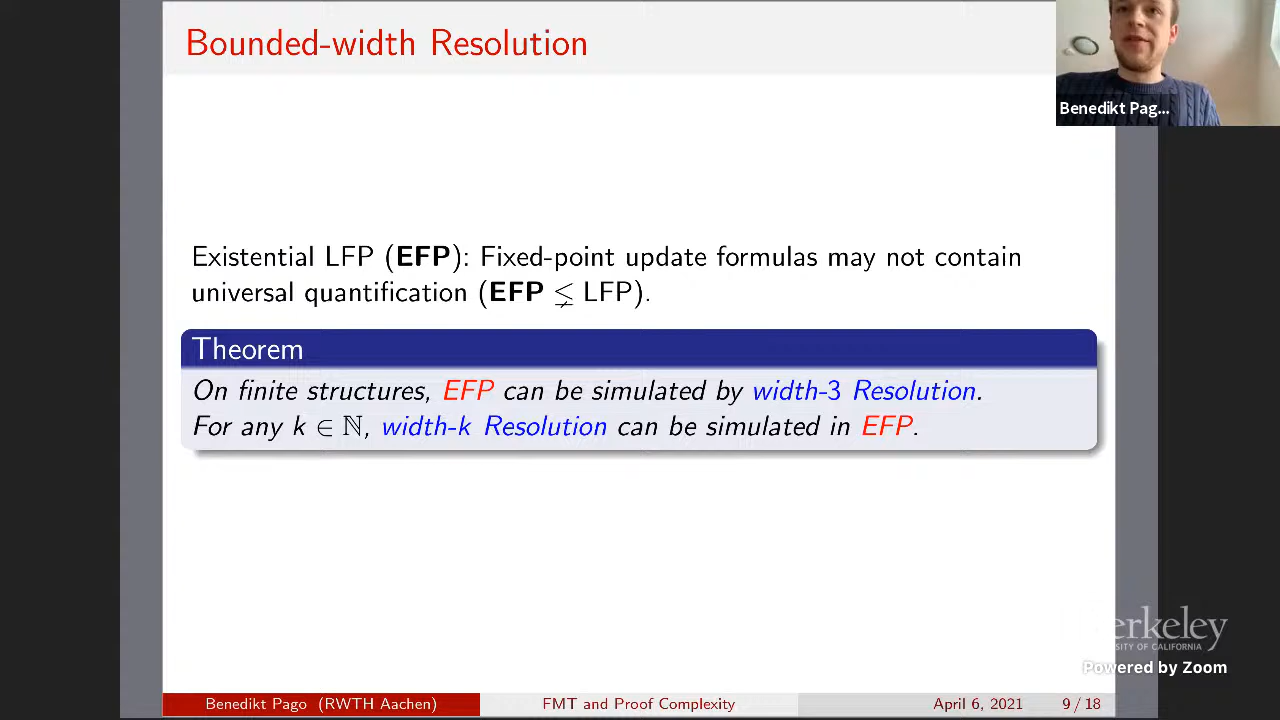 Bounded-width Resolution
Benedikt Pag...
Existential LFP (EFP): Fixed-point update formulas may not contain
universal quantification (EFP ≨ LFP).
Theorem
On finite structures, EFP can be simulated by width-3 Resolution.
For any k ∈ ℕ, width-k Resolution can be simulated in EFP.
Powered by Zoom
Benedikt Pago (RWTH Aachen)
FMT and Proof Complexity
April 6, 2021
9 / 18